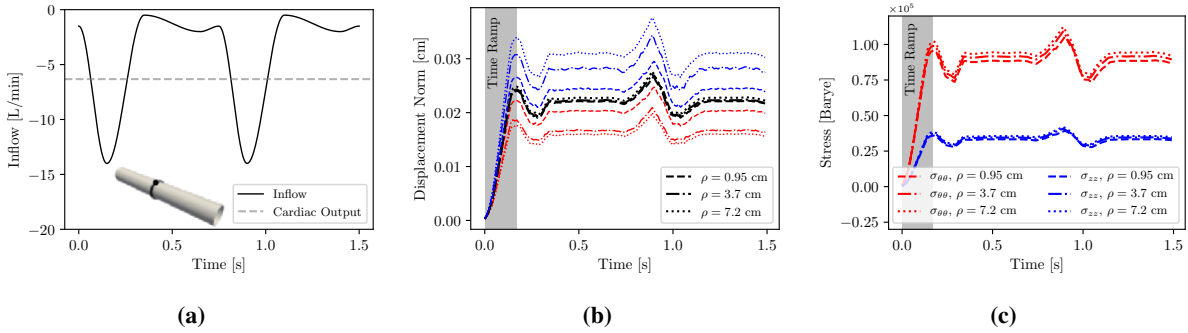 0
−5
−10
−15
−20
Inflow [L/min]
Inflow
Cardiac Output
0.0 0.5 1.0 1.5
Time [s]
(a)
0.03
0.02
0.01
0.00
Displacement Norm [cm]
Time Ramp
ρ = 0.95 cm
ρ = 3.7 cm
ρ = 7.2 cm
0.0 0.5 1.0 1.5
Time [s]
(b)
×10⁵
1.00
0.75
0.50
0.25
0.00
−0.25
Stress [Barye]
Time Ramp
σθθ, ρ = 0.95 cm σzz, ρ = 0.95 cm
σθθ, ρ = 3.7 cm σzz, ρ = 3.7 cm
σθθ, ρ = 7.2 cm σzz, ρ = 7.2 cm
0.0 0.5 1.0 1.5
Time [s]
(c)